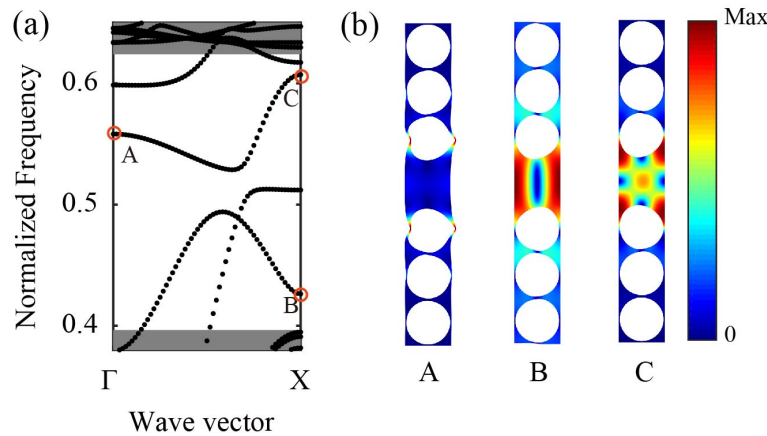 (a)
(b)
Normalized Frequency
0.6
0.5
0.4
A
C
B
Γ
X
Wave vector
A
B
C
Max
0